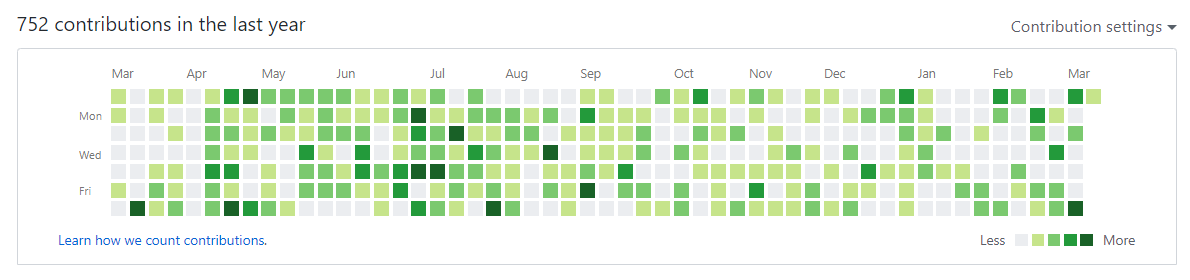 752 contributions in the last year
Contribution settings
Mar Apr May Jun Jul Aug Sep Oct Nov Dec Jan Feb Mar
Mon
Wed
Fri
Learn how we count contributions.
Less More